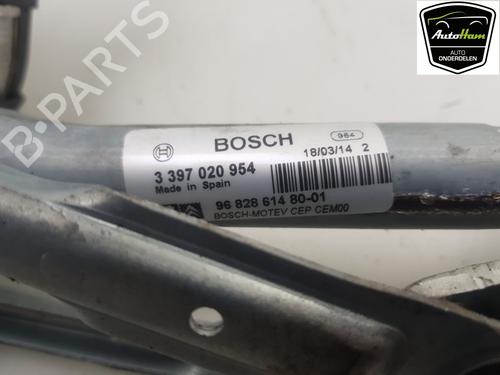 AutoHam
AUTO
ONDERDELEN
B-PARTS
BOSCH
984
18/03/14 2
3 397 020 954
Made in Spain
96 828 614 80-01
BOSCH-MOTEV CEP CEM00